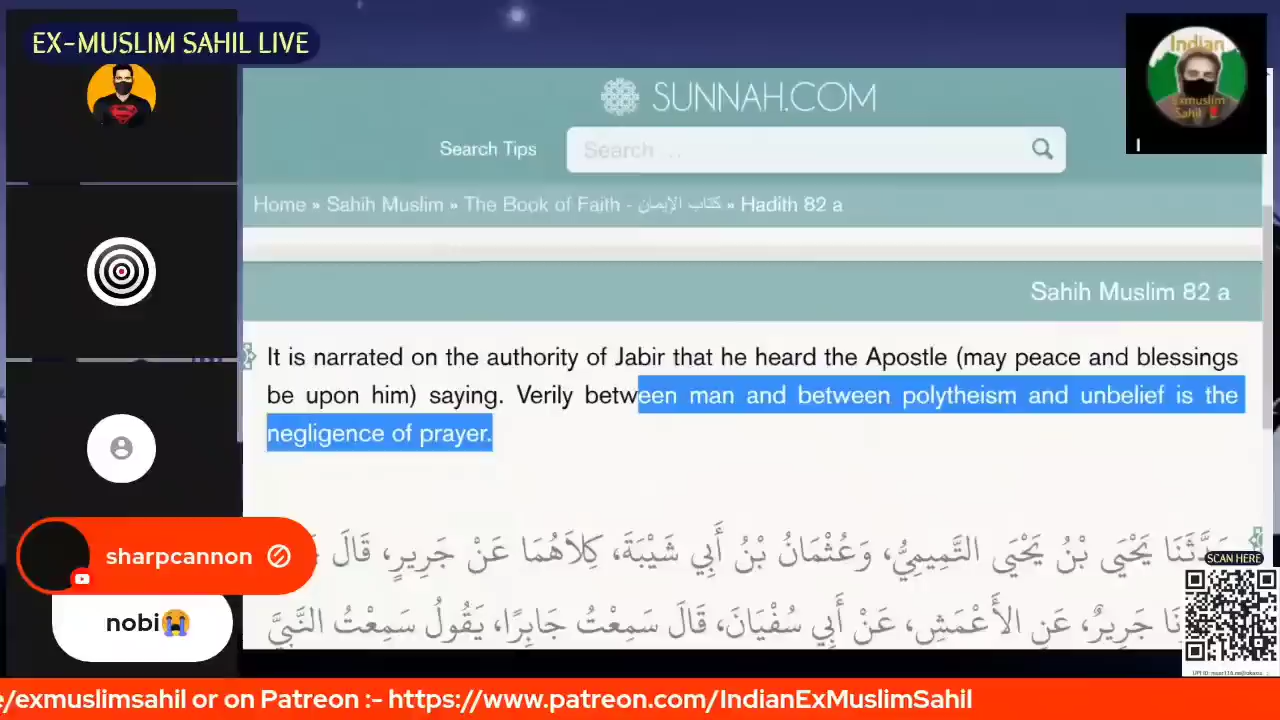 EX-MUSLIM SAHIL LIVE
Indian
Exmuslim
Sahil
SUNNAH.COM
Search Tips
Search ...
Home » Sahih Muslim » The Book of Faith - كتاب الإيمان » Hadith 82 a
Sahih Muslim 82 a
It is narrated on the authority of Jabir that he heard the Apostle (may peace and blessings
be upon him) saying. Verily between man and between polytheism and unbelief is the
negligence of prayer.
يَحْيَى بْنُ يَحْيَى التَّمِيمِيُّ، وَعُثْمَانُ بْنُ أَبِي شَيْبَةَ، كِلاَهُمَا عَنْ جَرِيرٍ، قَالَ
جَرِيرٌ، عَنِ الأَعْمَشِ، عَنْ أَبِي سُفْيَانَ، قَالَ سَمِعْتُ جَابِرًا، يَقُولُ سَمِعْتُ النَّبِيَّ
sharpcannon
nobi😭
SCAN HERE
/exmuslimsahil or on Patreon :- https://www.patreon.com/IndianExMuslimSahil